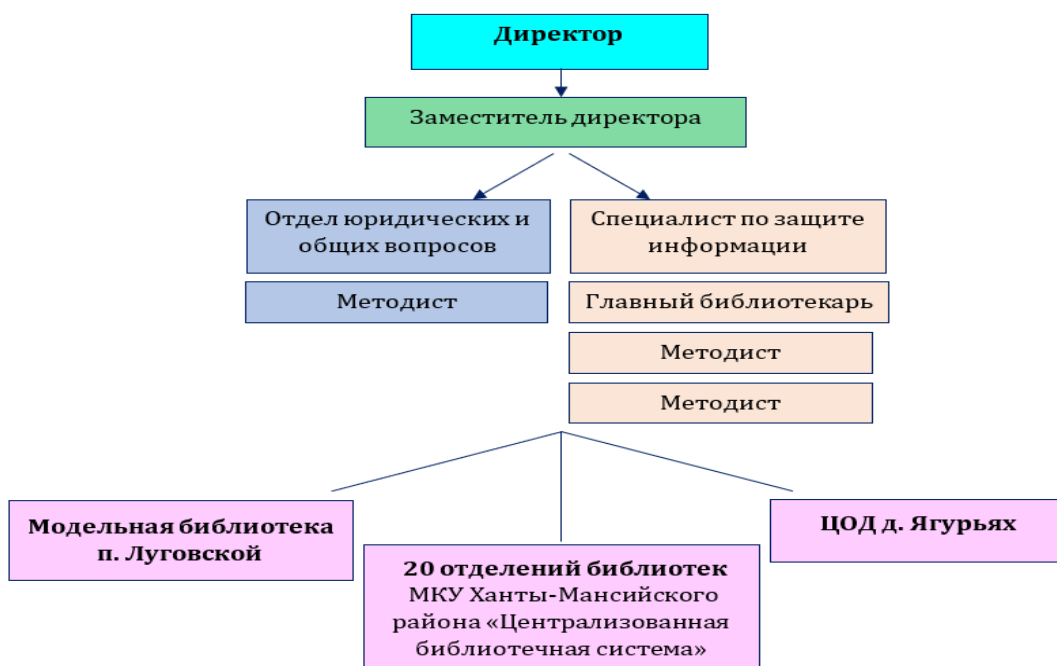 Директор
Заместитель директора
Отдел юридических и
общих вопросов
Методист
Специалист по защите
информации
Главный библиотекарь
Методист
Методист
Модельная библиотека
п. Луговской
20 отделений библиотек
МКУ Ханты-Мансийского
района «Централизованная
библиотечная система»
ЦОД д. Ягурьях